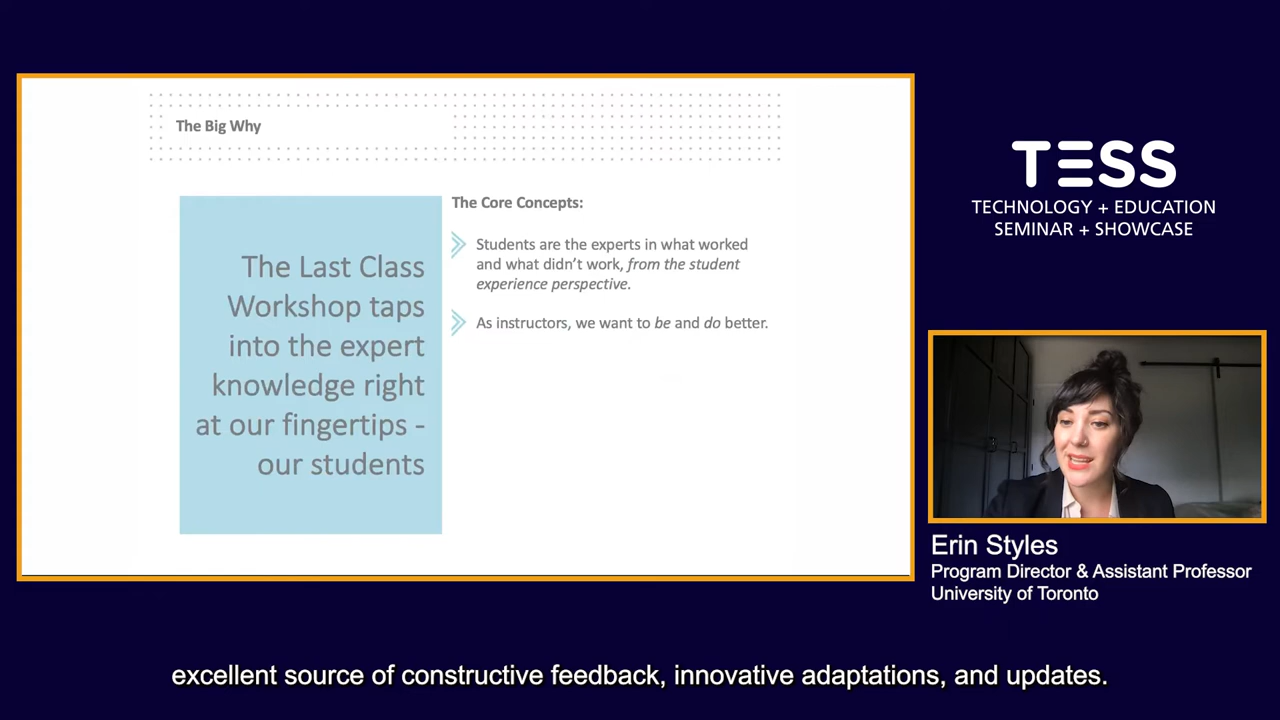 The Big Why
The Last Class
Workshop taps
into the expert
knowledge right
at our fingertips -
our students
The Core Concepts:
Students are the experts in what worked
and what didn’t work, from the student
experience perspective.
As instructors, we want to be and do better.
TESS
TECHNOLOGY + EDUCATION
SEMINAR + SHOWCASE
Erin Styles
Program Director & Assistant Professor
University of Toronto
excellent source of constructive feedback, innovative adaptations, and updates.